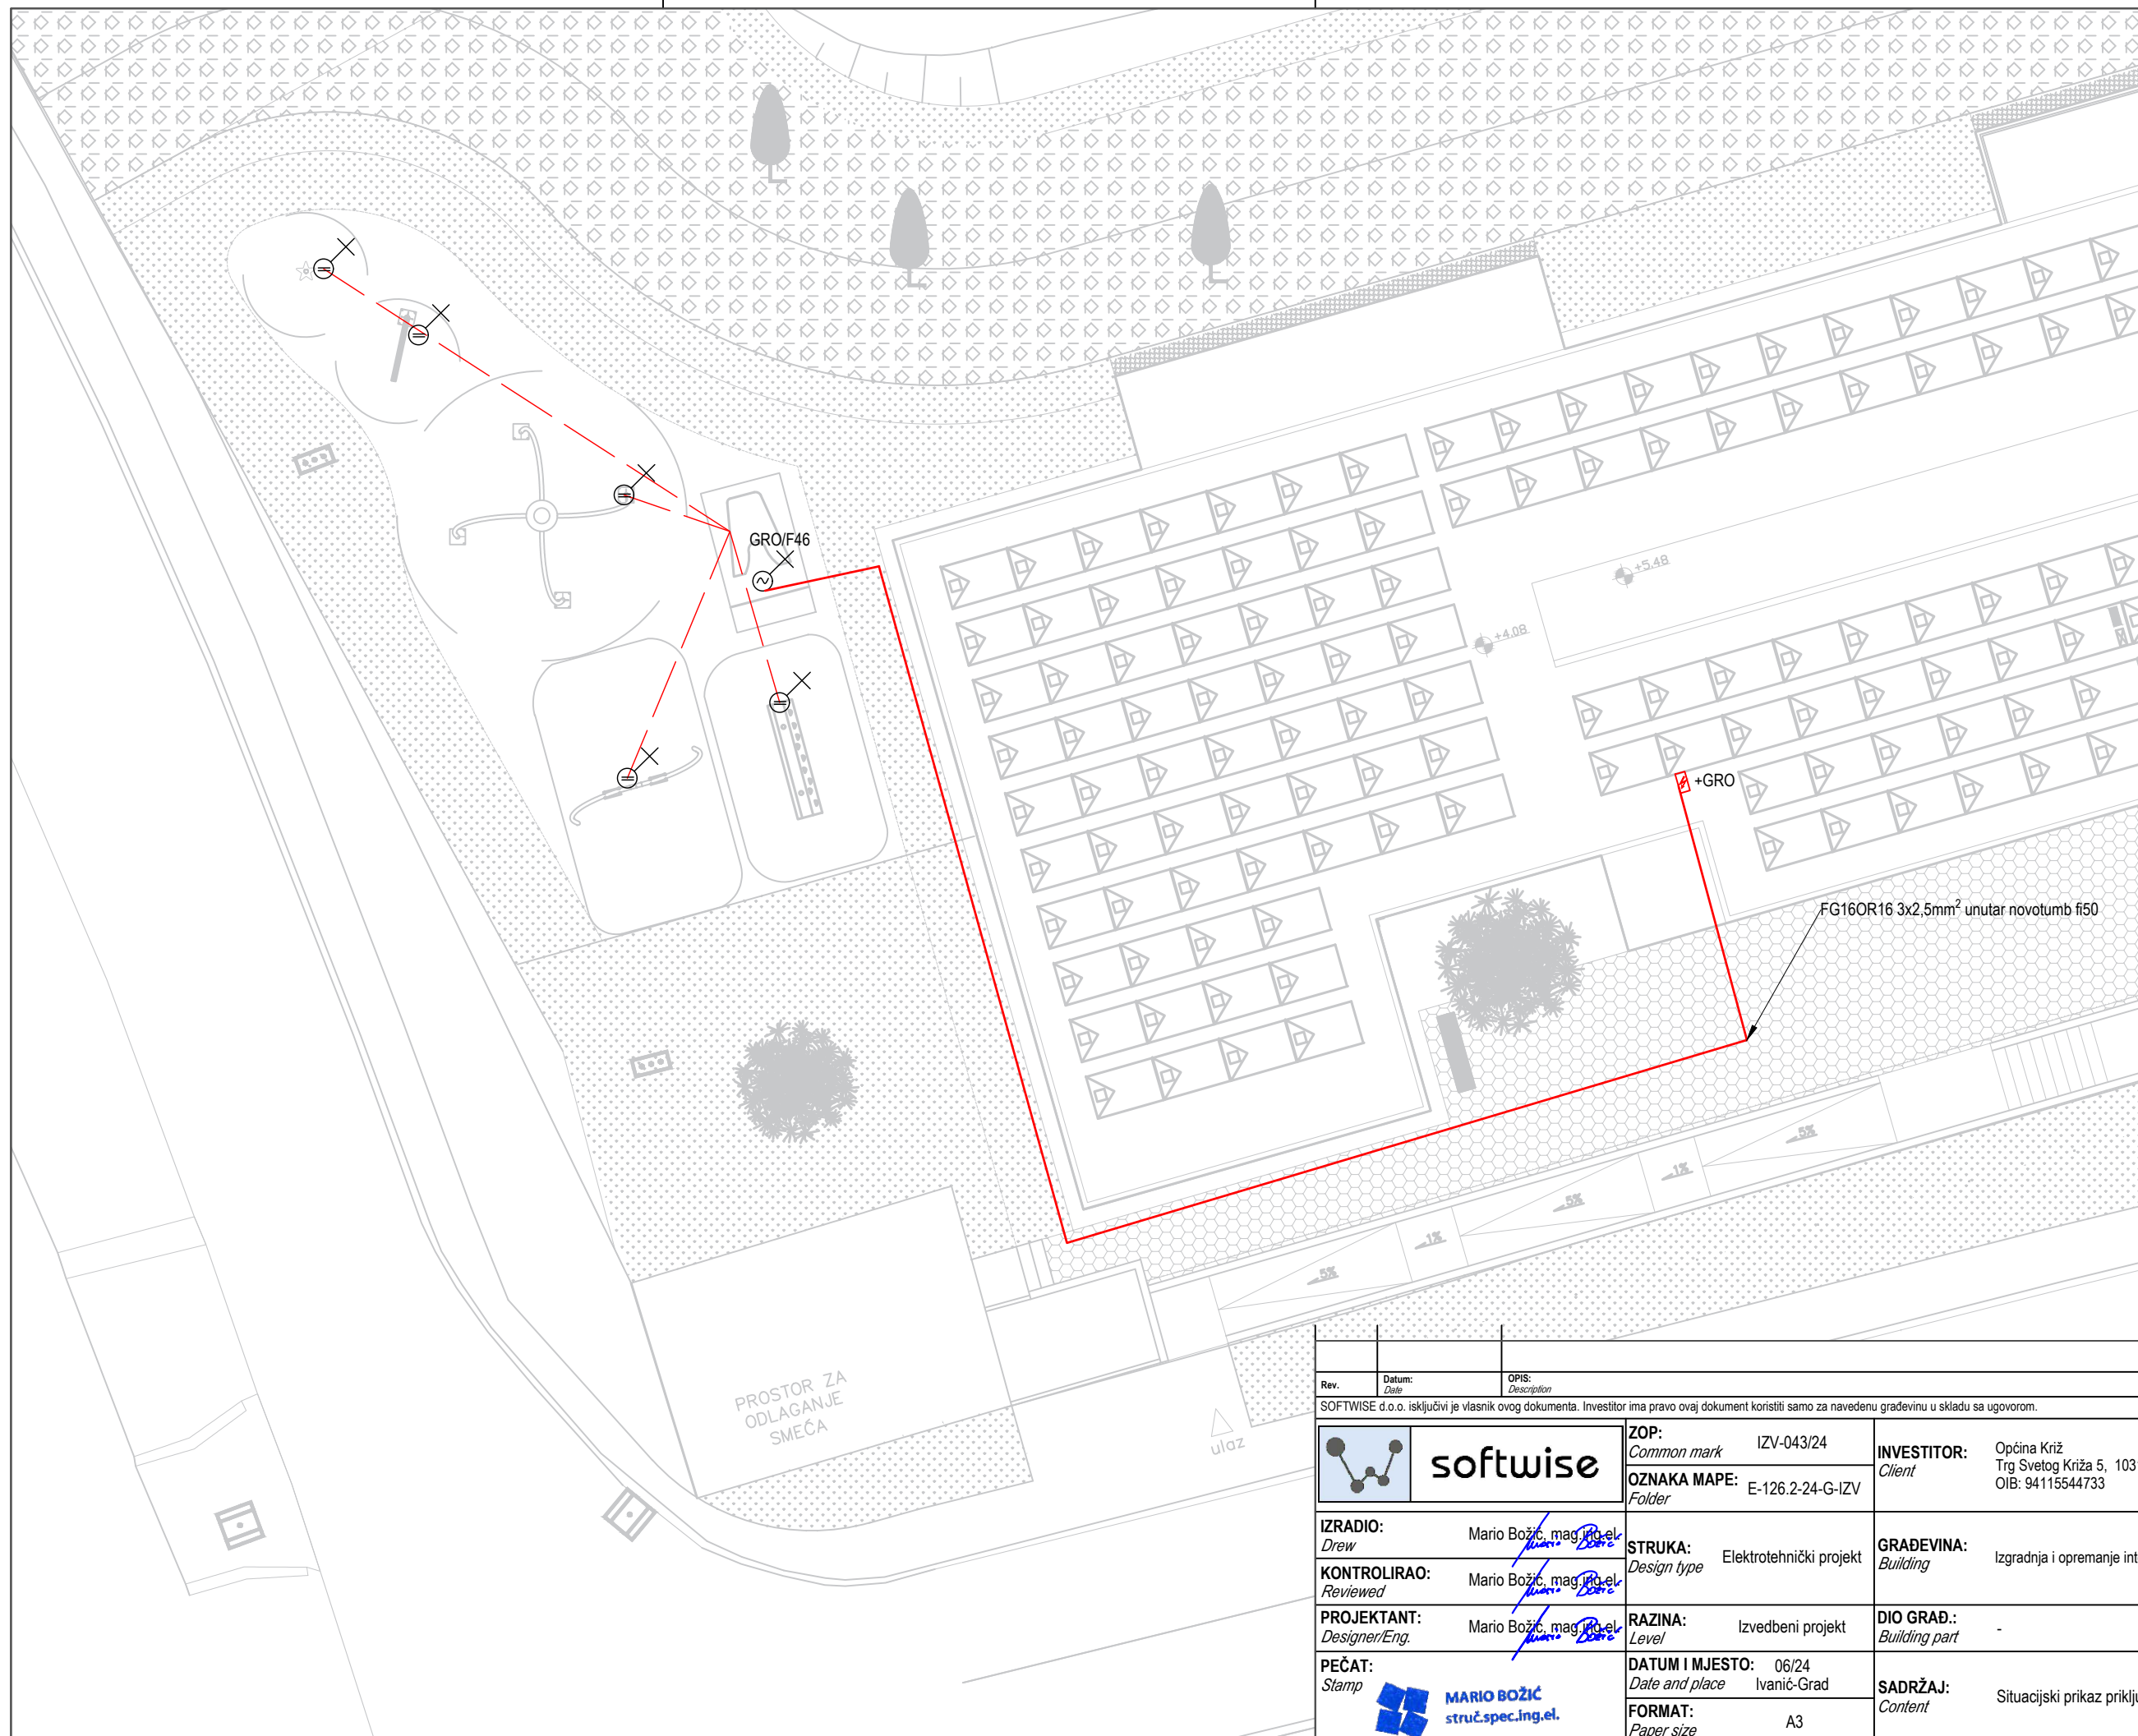 GRO/F46
+5.48
+4.08
+GRO
FG16OR16 3x2,5mm² unutar novotumb fi50
5%
1%
5%
1%
5%
PROSTOR ZA
ODLAGANJE
SMEĆA
ulaz
Rev.
Datum:
Date
OPIS:
Description
SOFTWISE d.o.o. isključivi je vlasnik ovog dokumenta. Investitor ima pravo ovaj dokument koristiti samo za navedenu građevinu u skladu sa ugovorom.
softwise
ZOP:
Common mark
IZV-043/24
OZNAKA MAPE:
Folder
E-126.2-24-G-IZV
INVESTITOR:
Client
Općina Križ
Trg Svetog Križa 5, 103
OIB: 94115544733
IZRADIO:
Drew
Mario Božić, mag.ing.el.
KONTROLIRAO:
Reviewed
Mario Božić, mag.ing.el.
PROJEKTANT:
Designer/Eng.
Mario Božić, mag.ing.el.
STRUKA:
Design type
Elektrotehnički projekt
GRAĐEVINA:
Building
Izgradnja i opremanje int
RAZINA:
Level
Izvedbeni projekt
DIO GRAĐ.:
Building part
-
PEČAT:
Stamp
MARIO BOŽIĆ
struč.spec.ing.el.
DATUM I MJESTO:
Date and place
06/24
Ivanić-Grad
FORMAT:
Paper size
A3
SADRŽAJ:
Content
Situacijski prikaz priklj